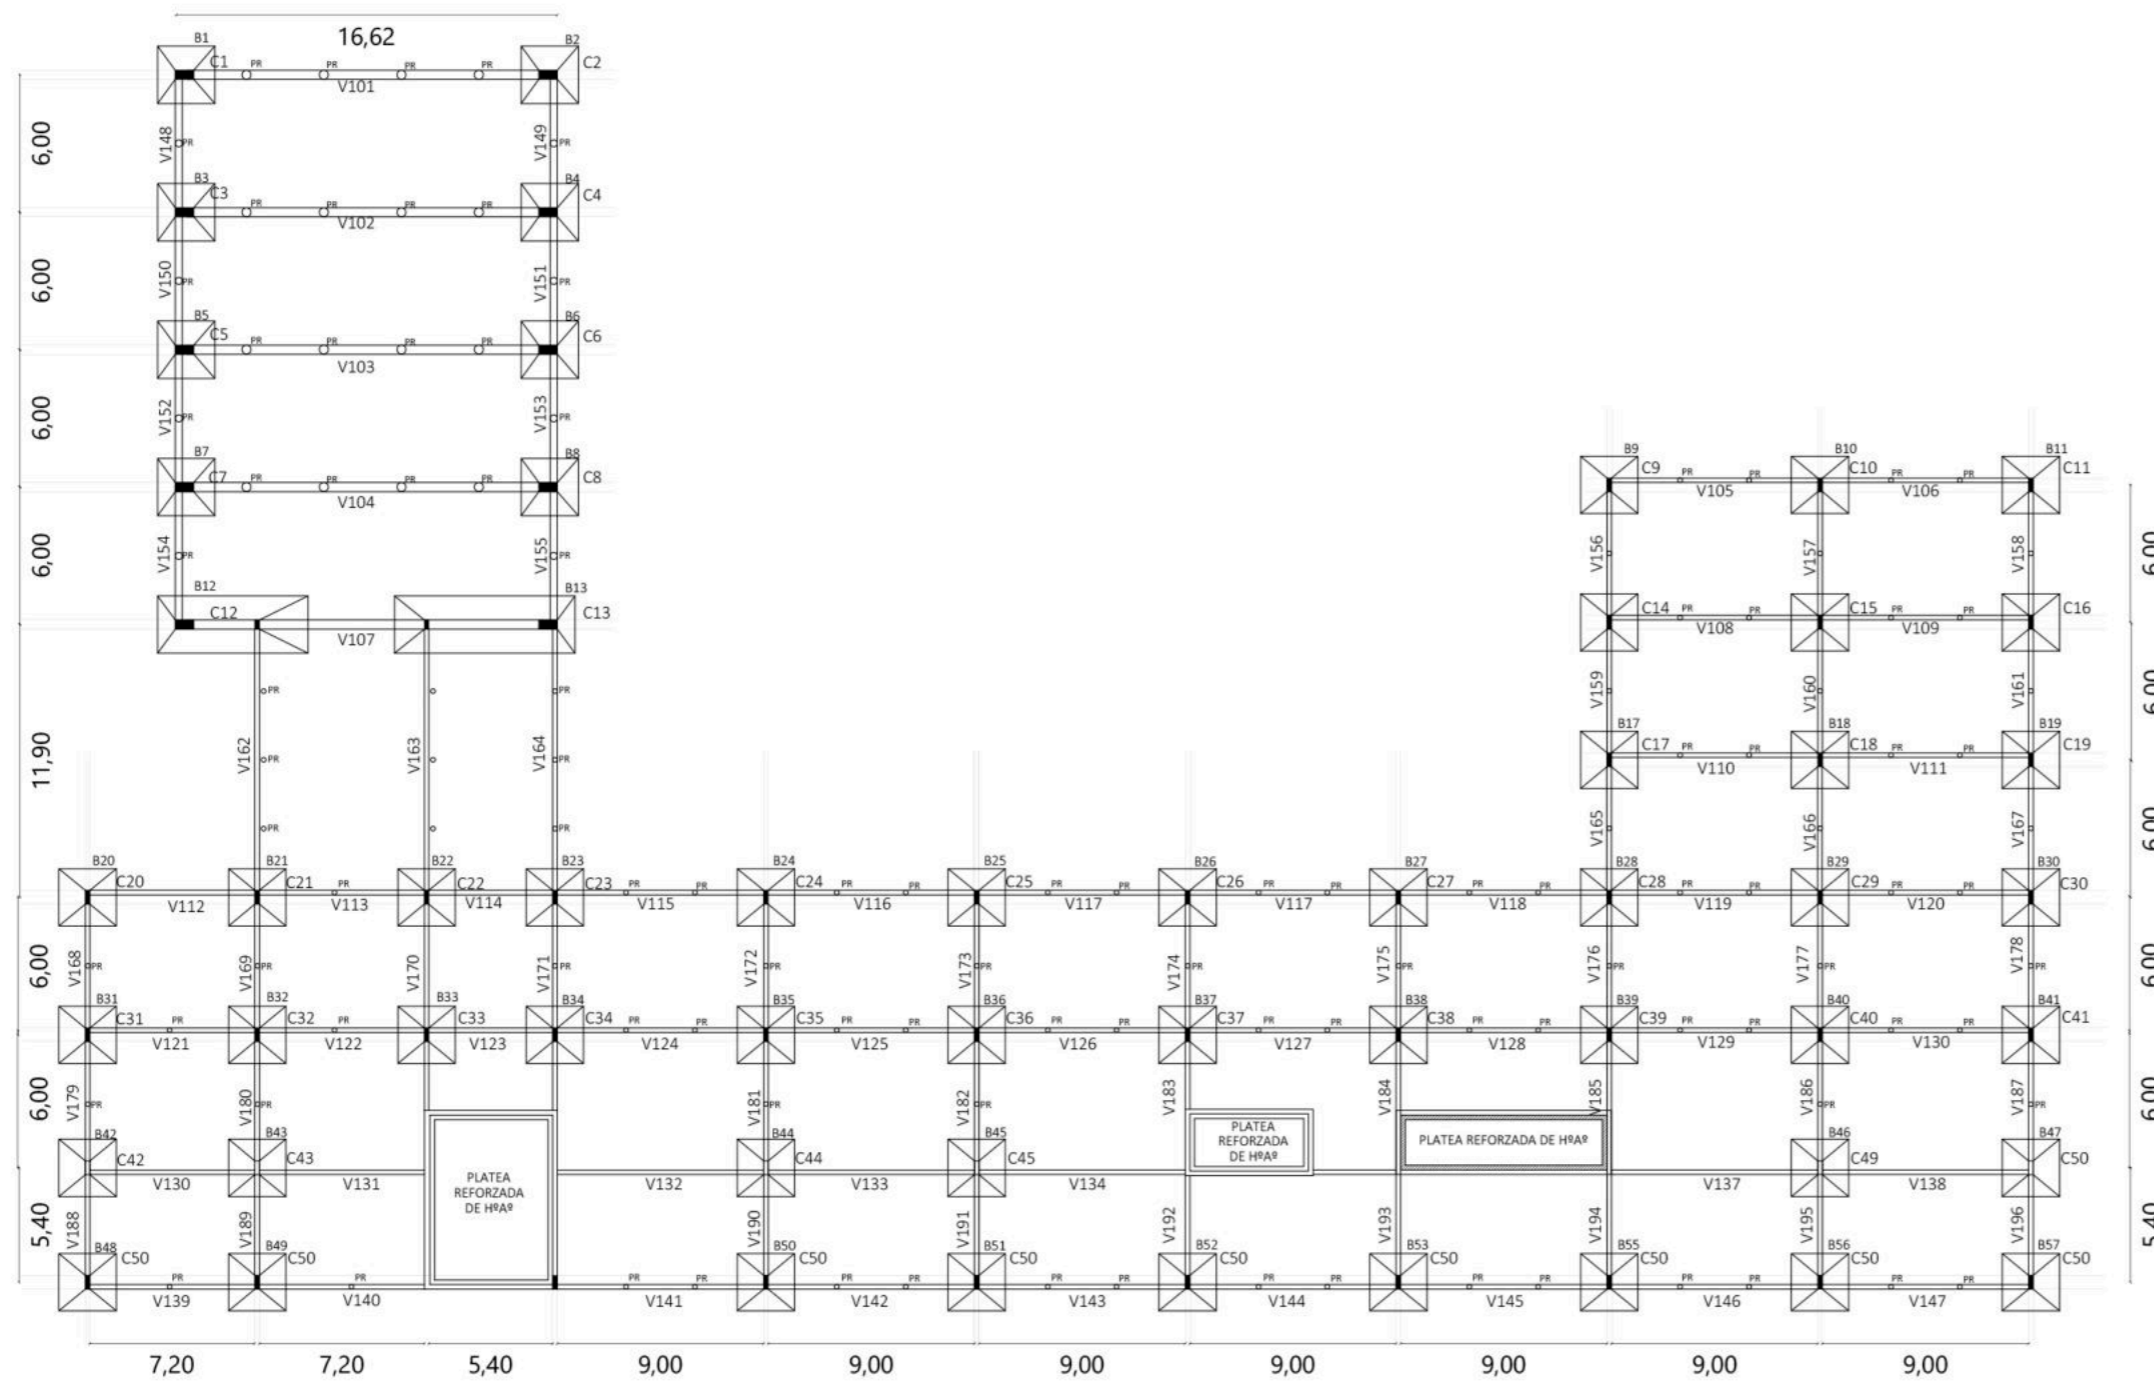 16,62
B1
B2
C1 PR PR PR PR C2
V101
6,00 V148 PR V149 PR
B3
B4
C3 PR PR PR PR C4
V102
6,00 V150 PR V151 PR
B5
B6
C5 PR PR PR PR C6
V103
6,00 V152 PR V153 PR
B7 B8 B9 B10 B11
C7 PR PR PR PR C8 C9 PR PR C10 PR PR C11
V104 V105 V106
6,00 V154 PR V155 PR V156 V157 V158 6,00
B12 B13
C12 C13 C14 PR PR C15 PR PR C16
V107 V108 V109
PR PR V159 V160 V161 6,00
B17 B18 B19
11,90 V162 PR V163 V164 PR C17 PR PR C18 PR PR C19
V110 V111
PR PR V165 V166 V167 6,00
B20 B21 B22 B23 B24 B25 B26 B27 B28 B29 B30
C20 C21 PR C22 C23 PR PR C24 PR PR C25 PR PR C26 PR PR C27 PR PR C28 PR PR C29 PR PR C30
V112 V113 V114 V115 V116 V117 V117 V118 V119 V120
6,00 V168 PR V169 PR V170 V171 PR V172 PR V173 PR V174 PR V175 PR V176 PR V177 PR V178 PR 6,00
B31 B32 B33 B34 B35 B36 B37 B38 B39 B40 B41
C31 PR C32 PR C33 C34 PR PR C35 PR PR C36 PR PR C37 PR PR C38 PR PR C39 PR PR C40 PR PR C41
V121 V122 V123 V124 V125 V126 V127 V128 V129 V130
6,00 V179 PR V180 PR V181 PR V182 PR V183 V184 V185 V186 PR V187 PR 6,00
PLATEA
REFORZADA
DE HºAº
PLATEA REFORZADA DE HºAº
B42 B43 B44 B45 B46 B47
C42 C43 C44 C45 C49 C50
V130 V131 V132 V133 V134 V137 V138
PLATEA
REFORZADA
DE HºAº
5,40 V188 V189 V190 V191 V192 V193 V194 V195 V196 5,40
B48 B49 B50 B51 B52 B53 B55 B56 B57
C50 C50 C50 C50 C50 C50 C50 C50 C50
PR PR PR PR PR PR PR PR PR PR PR PR PR PR PR PR
V139 V140 V141 V142 V143 V144 V145 V146 V147
7,20 7,20 5,40 9,00 9,00 9,00 9,00 9,00 9,00 9,00